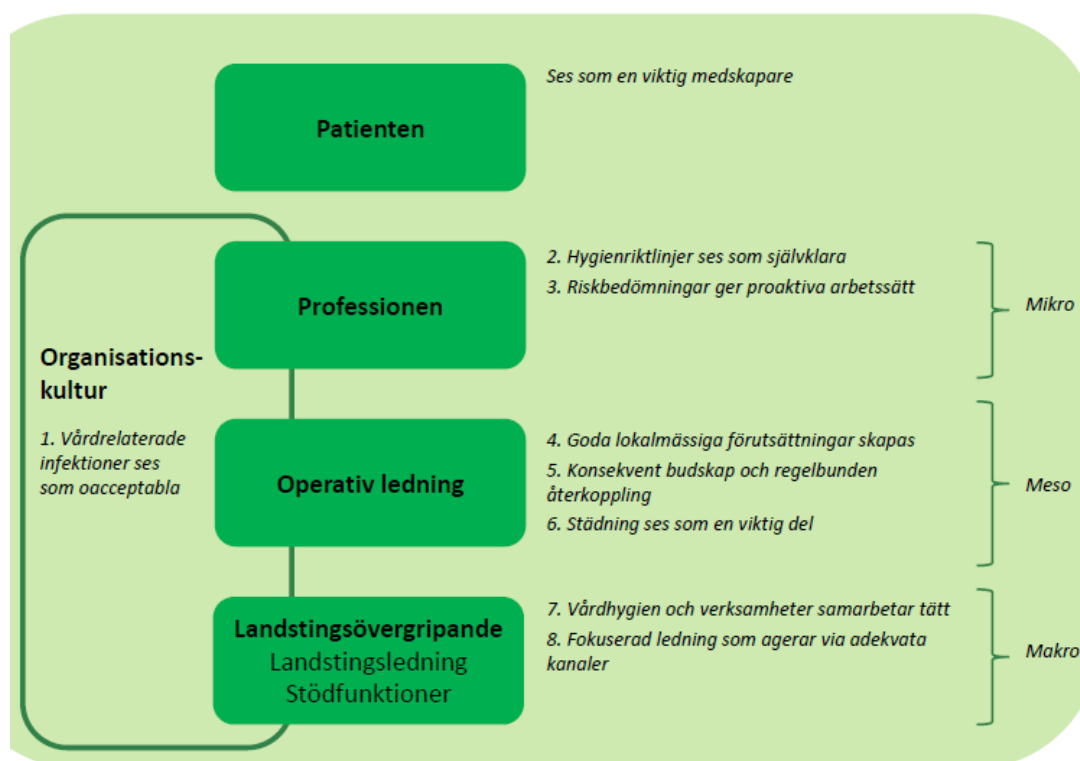 Patienten
Ses som en viktig medskapare
Organisations-
kultur
1. Vårdrelaterade
infektioner ses
som oacceptabla
Professionen
2. Hygienriktlinjer ses som självklara
3. Riskbedömningar ger proaktiva arbetssätt
Mikro
Operativ ledning
4. Goda lokalmässiga förutsättningar skapas
5. Konsekvent budskap och regelbunden
återkoppling
6. Städning ses som en viktig del
Meso
Landstingsövergripande
Landstingsledning
Stödfunktioner
7. Vårdhygien och verksamheter samarbetar tätt
8. Fokuserad ledning som agerar via adekvata
kanaler
Makro